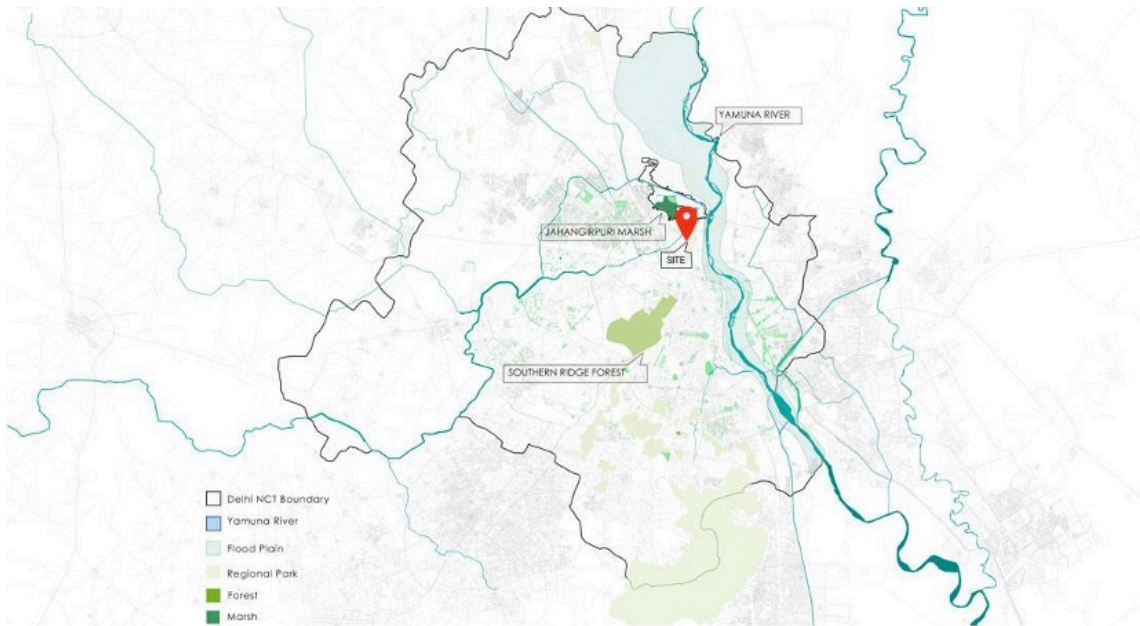 YAMUNA RIVER
JAHANGIRPURI MARSH
SITE
SOUTHERN RIDGE FOREST
Delhi NCT Boundary
Yamuna River
Flood Plain
Regional Park
Forest
Marsh